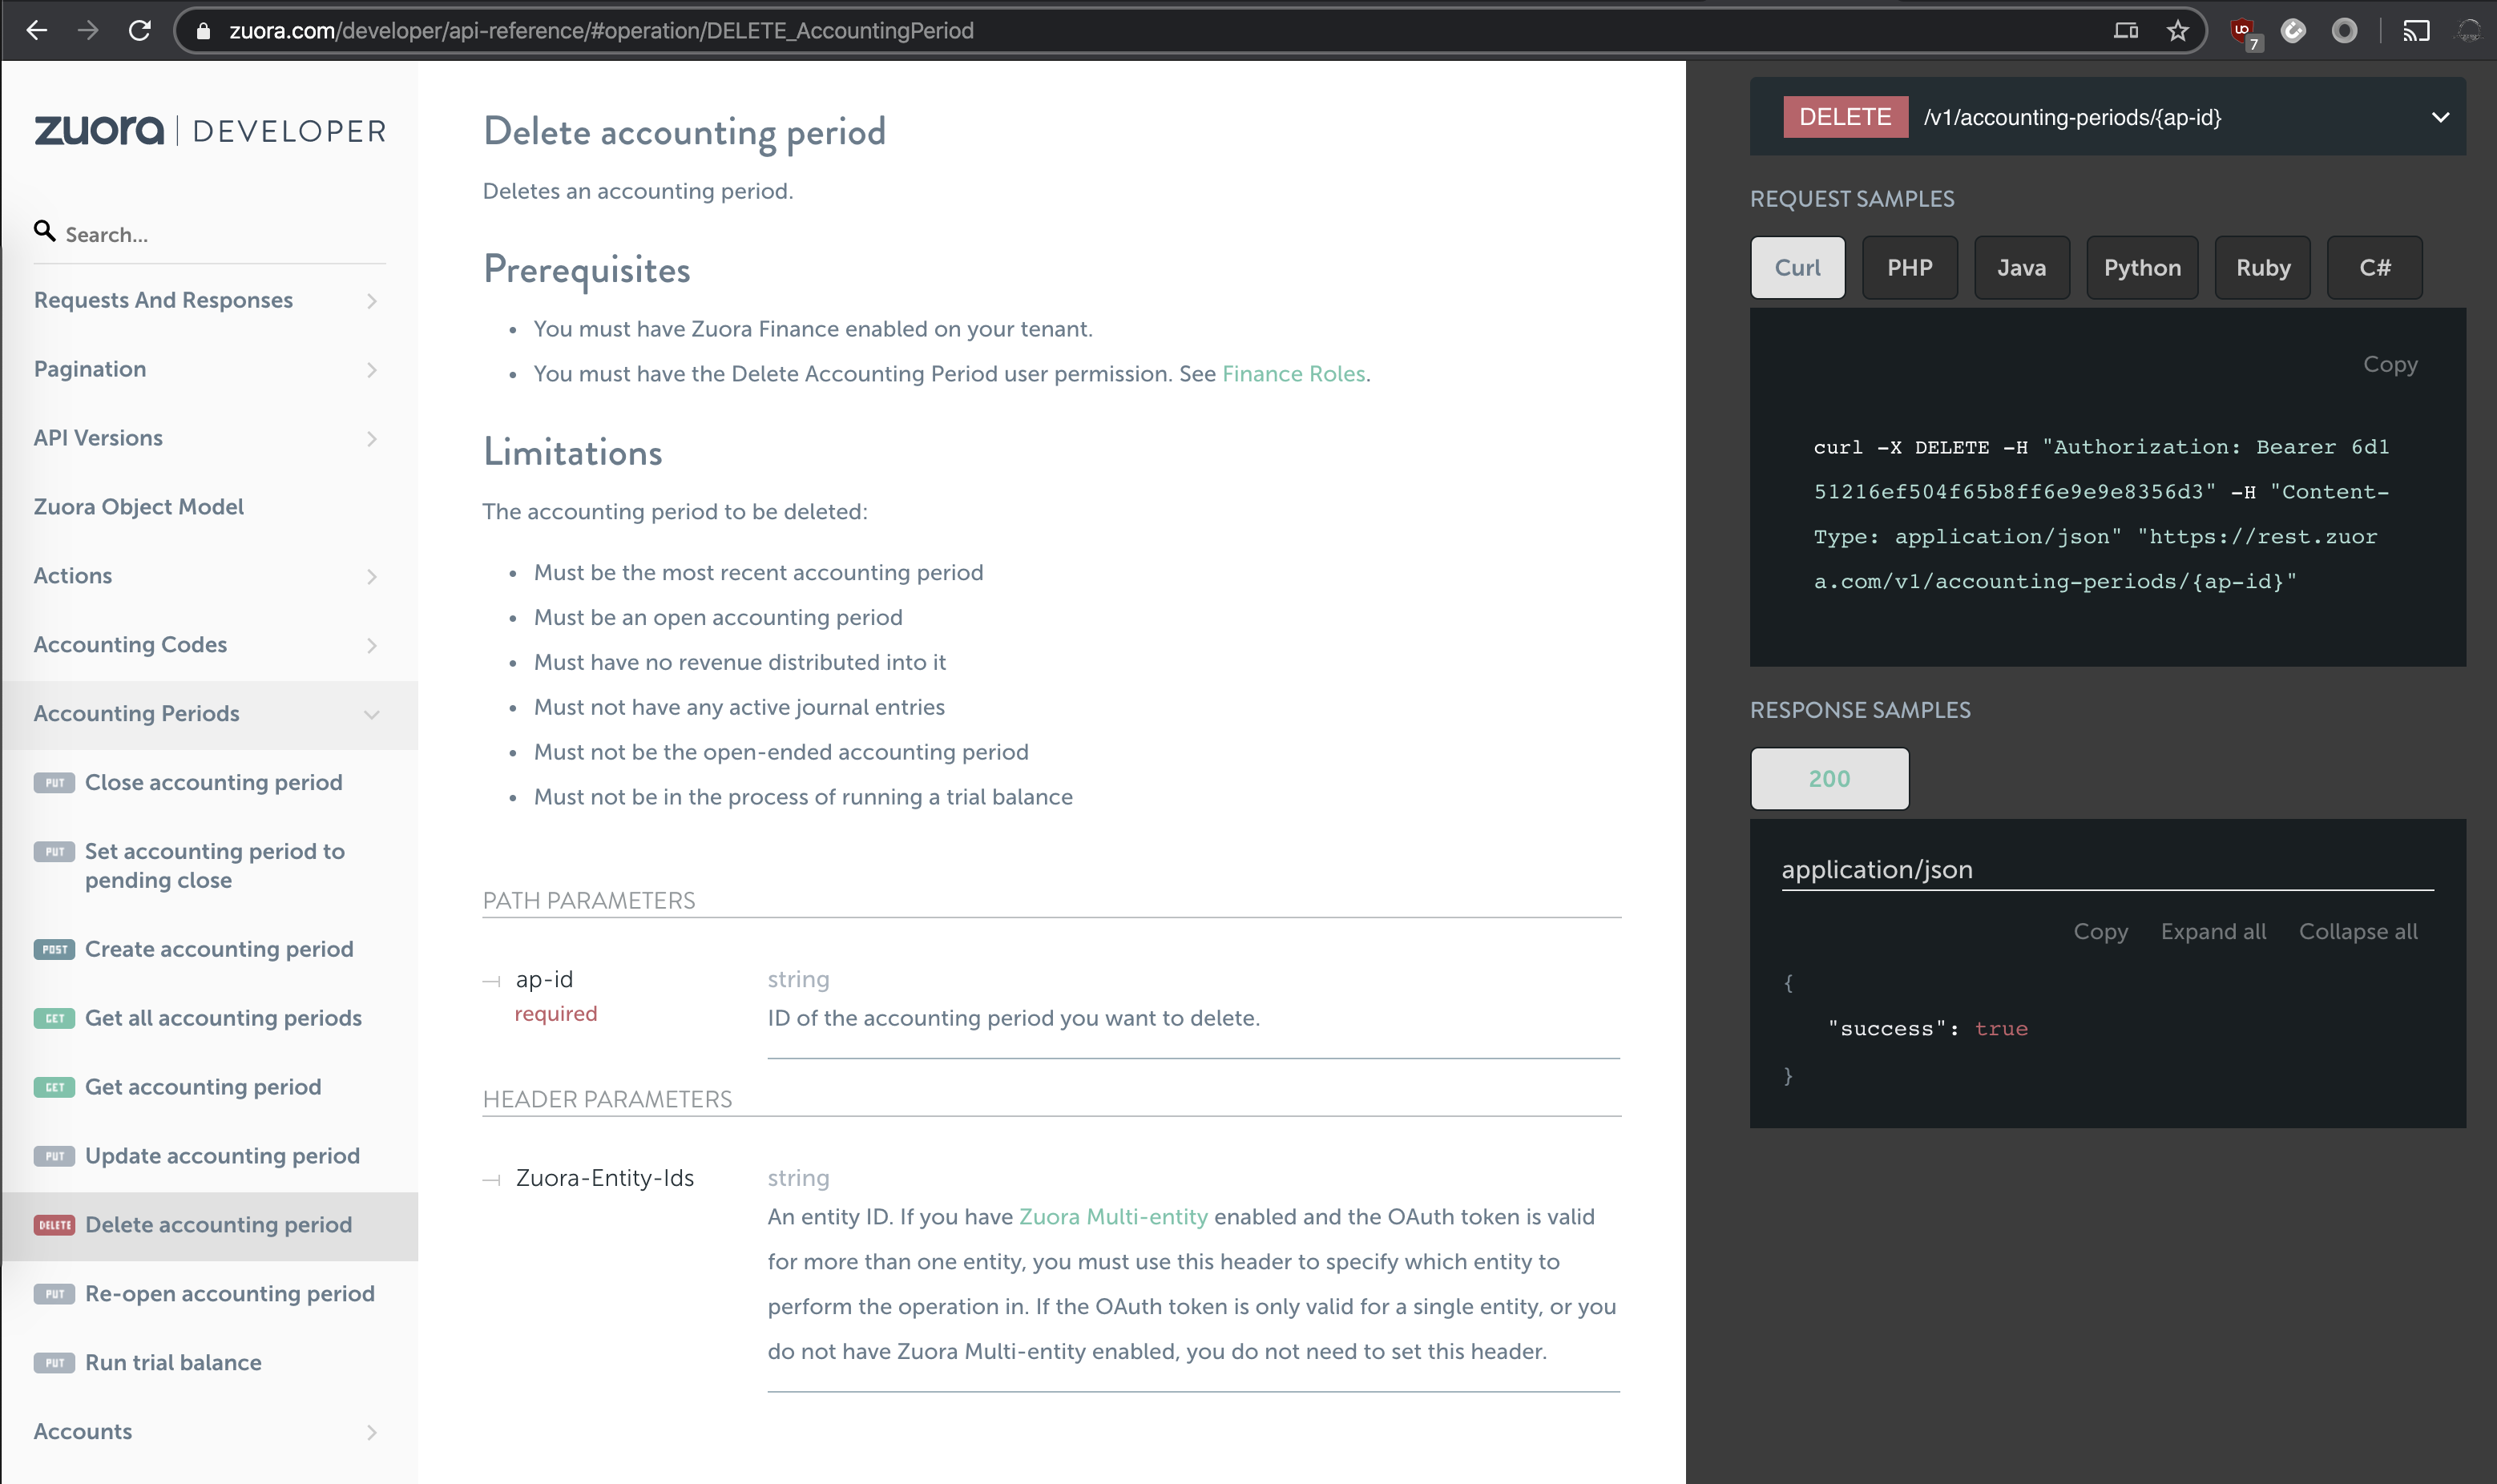 zuora.com/developer/api-reference/#operation/DELETE_AccountingPeriod
7
zuora | DEVELOPER
Search...
Requests And Responses
Pagination
API Versions
Zuora Object Model
Actions
Accounting Codes
Accounting Periods
PUT Close accounting period
PUT Set accounting period to
pending close
POST Create accounting period
GET Get all accounting periods
GET Get accounting period
PUT Update accounting period
DELETE Delete accounting period
PUT Re-open accounting period
PUT Run trial balance
Accounts
Delete accounting period
Deletes an accounting period.
Prerequisites
• You must have Zuora Finance enabled on your tenant.
• You must have the Delete Accounting Period user permission. See Finance Roles.
Limitations
The accounting period to be deleted:
• Must be the most recent accounting period
• Must be an open accounting period
• Must have no revenue distributed into it
• Must not have any active journal entries
• Must not be the open-ended accounting period
• Must not be in the process of running a trial balance
PATH PARAMETERS
ap-id string
required ID of the accounting period you want to delete.
HEADER PARAMETERS
Zuora-Entity-Ids string
An entity ID. If you have Zuora Multi-entity enabled and the OAuth token is valid
for more than one entity, you must use this header to specify which entity to
perform the operation in. If the OAuth token is only valid for a single entity, or you
do not have Zuora Multi-entity enabled, you do not need to set this header.
DELETE /v1/accounting-periods/{ap-id}
REQUEST SAMPLES
Curl PHP Java Python Ruby C#
Copy
curl -X DELETE -H "Authorization: Bearer 6d1
51216ef504f65b8ff6e9e9e8356d3" -H "Content-
Type: application/json" "https://rest.zuor
a.com/v1/accounting-periods/{ap-id}"
RESPONSE SAMPLES
200
application/json
Copy Expand all Collapse all
{
"success": true
}